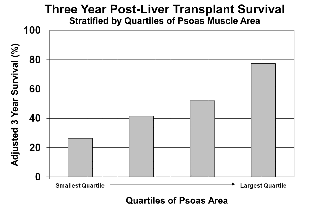 Three Year Post-Liver Transplant Survival
Stratified by Quartiles of Psoas Muscle Area
Adjusted 3 Year Survival (%)
100
80
60
40
20
0
Smallest Quartile
Largest Quartile
Quartiles of Psoas Area